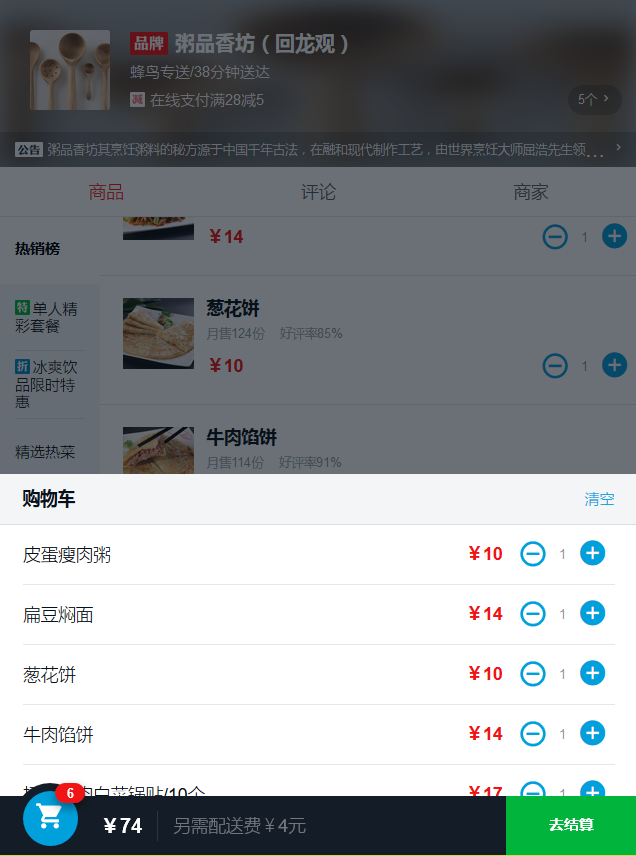 品牌 粥品香坊（回龙观）
蜂鸟专送/38分钟送达
减 在线支付满28减5
5个 >
公告 粥品香坊其烹饪粥料的秘方源于中国千年古法，在融和现代制作工艺，由世界烹饪大师屈浩先生领... >
商品 评论 商家
热销榜
¥14 1
特 单人精
彩套餐
葱花饼
月售124份 好评率85%
¥10 1
折 冰爽饮
品限时特
惠
精选热菜
牛肉馅饼
月售114份 好评率91%
购物车 清空
皮蛋瘦肉粥 ¥10 1
扁豆焖面 ¥14 1
葱花饼 ¥10 1
牛肉馅饼 ¥14 1
肉白菜锅贴/10个 ¥17 1
6
¥74 另需配送费¥4元 去结算